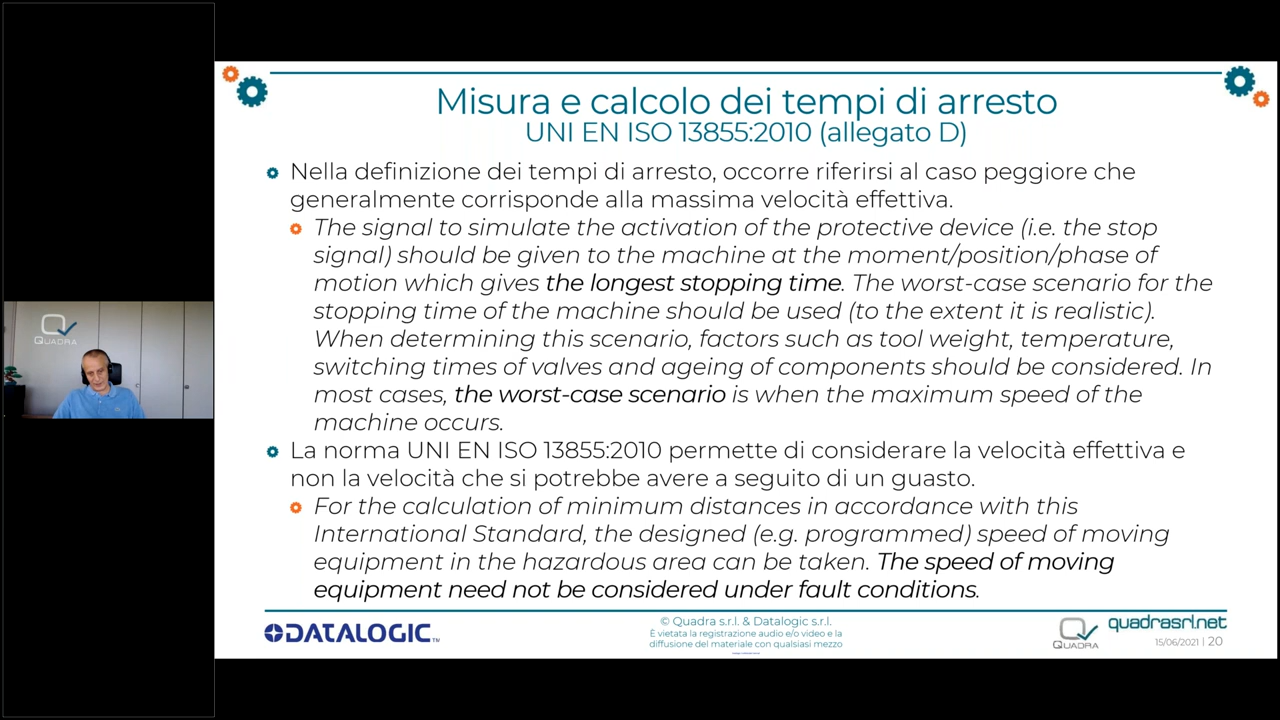 Misura e calcolo dei tempi di arresto
UNI EN ISO 13855:2010 (allegato D)
Nella definizione dei tempi di arresto, occorre riferirsi al caso peggiore che
generalmente corrisponde alla massima velocità effettiva.
The signal to simulate the activation of the protective device (i.e. the stop
signal) should be given to the machine at the moment/position/phase of
motion which gives the longest stopping time. The worst-case scenario for the
stopping time of the machine should be used (to the extent it is realistic).
When determining this scenario, factors such as tool weight, temperature,
switching times of valves and ageing of components should be considered. In
most cases, the worst-case scenario is when the maximum speed of the
machine occurs.
La norma UNI EN ISO 13855:2010 permette di considerare la velocità effettiva e
non la velocità che si potrebbe avere a seguito di un guasto.
For the calculation of minimum distances in accordance with this
International Standard, the designed (e.g. programmed) speed of moving
equipment in the hazardous area can be taken. The speed of moving
equipment need not be considered under fault conditions.
QUADRA
DATALOGIC™
© Quadra s.r.l. & Datalogic s.r.l.
E vietata la registrazione audio e/o video e la
diffusione del materiale con qualsiasi mezzo
QUADRA
quadrasrl.net
15/06/2021 | 20